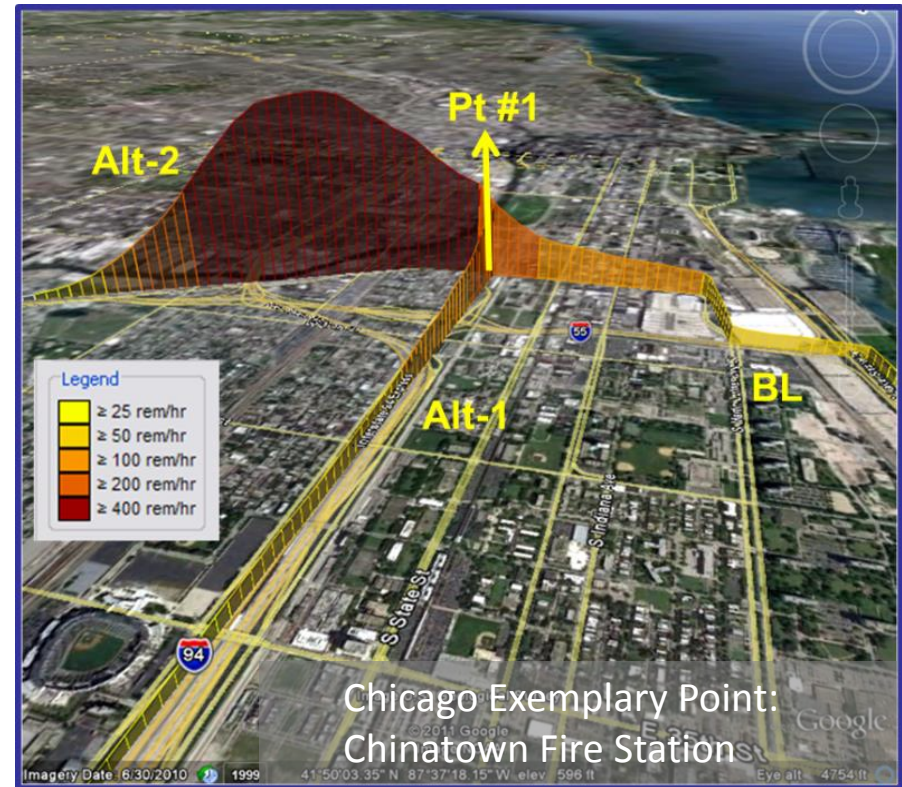 Pt #1
Alt-2
55
Legend
≥ 25 rem/hr
≥ 50 rem/hr
≥ 100 rem/hr
≥ 200 rem/hr
≥ 400 rem/hr
Alt-1
BL
S Indiana Ave
S State St
94
Chicago Exemplary Point:
Chinatown Fire Station
© 2011 Google
Google
Imagery Date: 6/30/2010
1999
41°50'03.35" N 87°37'18.15" W elev 596 ft
Eye alt 4754 ft